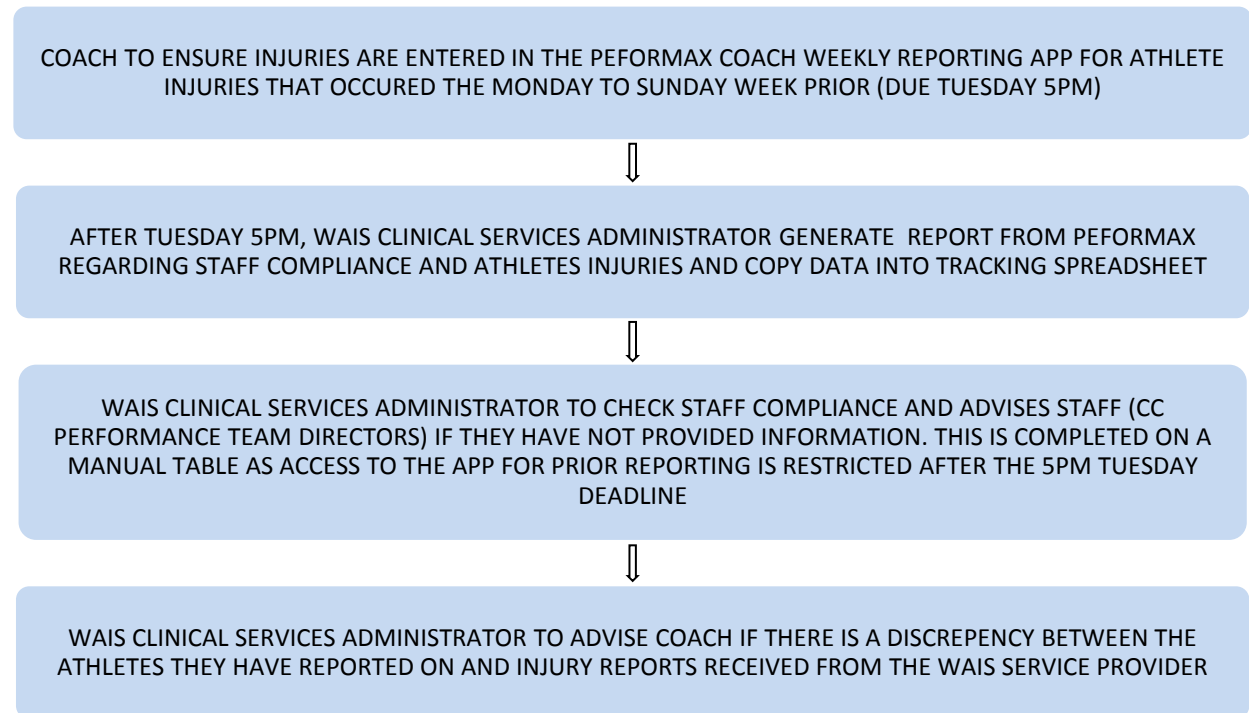 COACH TO ENSURE INJURIES ARE ENTERED IN THE PEFORMAX COACH WEEKLY REPORTING APP FOR ATHLETE
INJURIES THAT OCCURED THE MONDAY TO SUNDAY WEEK PRIOR (DUE TUESDAY 5PM)
AFTER TUESDAY 5PM, WAIS CLINICAL SERVICES ADMINISTRATOR GENERATE REPORT FROM PEFORMAX
REGARDING STAFF COMPLIANCE AND ATHLETES INJURIES AND COPY DATA INTO TRACKING SPREADSHEET
WAIS CLINICAL SERVICES ADMINISTRATOR TO CHECK STAFF COMPLIANCE AND ADVISES STAFF (CC
PERFORMANCE TEAM DIRECTORS) IF THEY HAVE NOT PROVIDED INFORMATION. THIS IS COMPLETED ON A
MANUAL TABLE AS ACCESS TO THE APP FOR PRIOR REPORTING IS RESTRICTED AFTER THE 5PM TUESDAY
DEADLINE
WAIS CLINICAL SERVICES ADMINISTRATOR TO ADVISE COACH IF THERE IS A DISCREPENCY BETWEEN THE
ATHLETES THEY HAVE REPORTED ON AND INJURY REPORTS RECEIVED FROM THE WAIS SERVICE PROVIDER